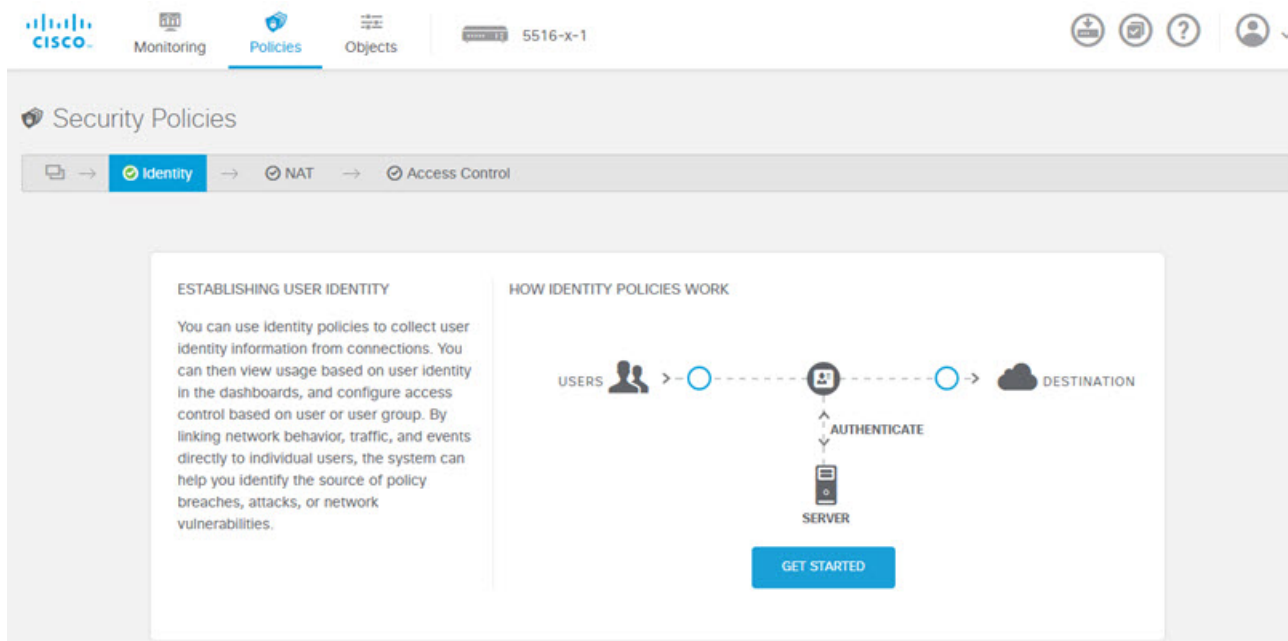 CISCO
Monitoring
Policies
Objects
5516-x-1
Security Policies
Identity
NAT
Access Control
ESTABLISHING USER IDENTITY
You can use identity policies to collect user
identity information from connections. You
can then view usage based on user identity
in the dashboards, and configure access
control based on user or user group. By
linking network behavior, traffic, and events
directly to individual users, the system can
help you identify the source of policy
breaches, attacks, or network
vulnerabilities.
HOW IDENTITY POLICIES WORK
USERS
DESTINATION
AUTHENTICATE
SERVER
GET STARTED